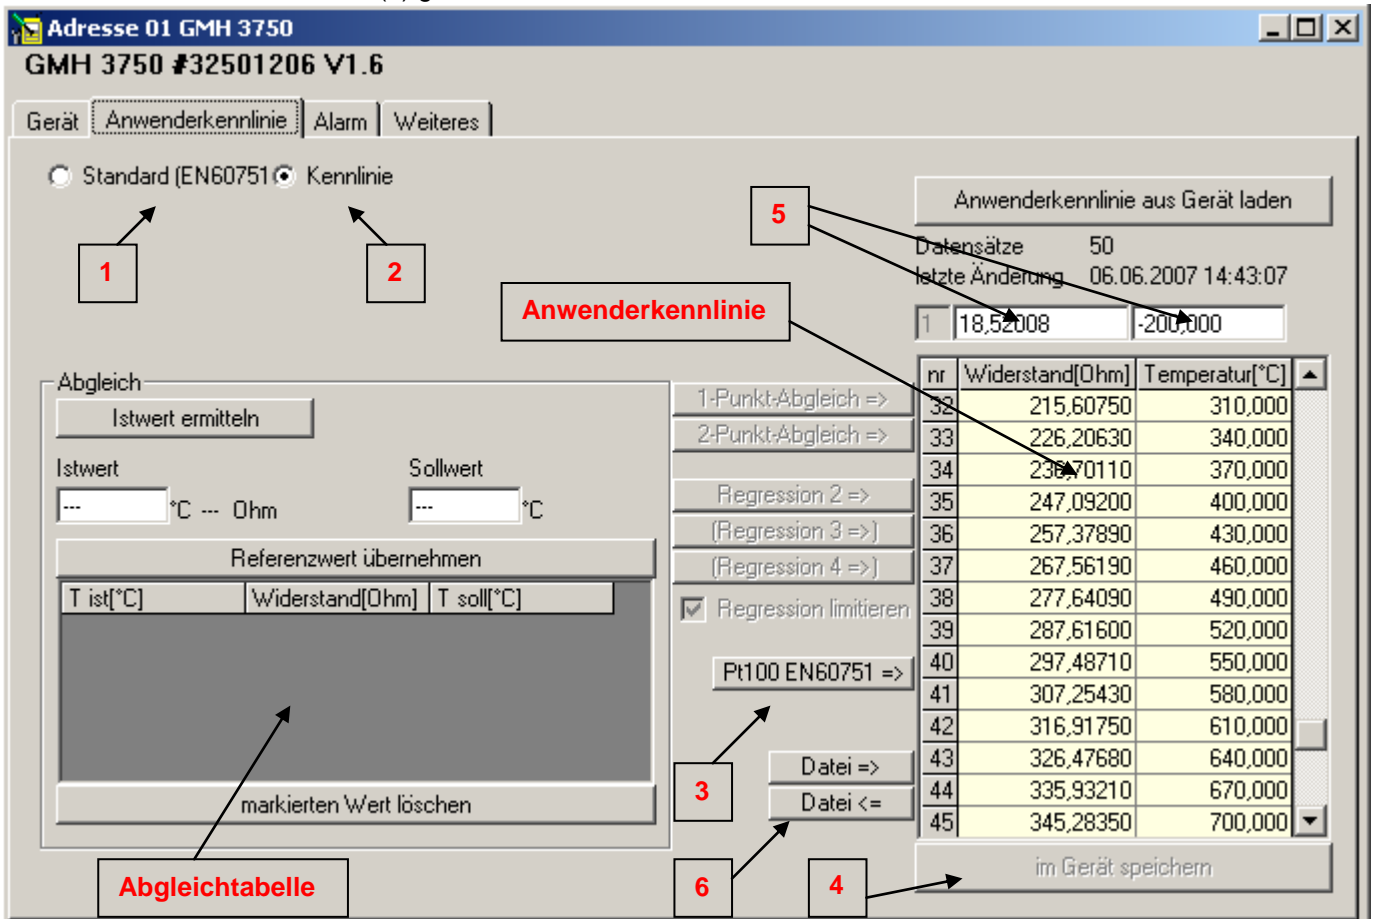 Adresse 01 GMH 3750
GMH 3750 #32501206 V1.6
Gerät Anwenderkennlinie Alarm Weiteres
Standard (EN60751 Kennlinie
1
2
5
Anwenderkennlinie aus Gerät laden
Datensätze 50
letzte Änderung 06.06.2007 14:43:07
Anwenderkennlinie
1 18,52008 -200,000
Abgleich
Istwert ermitteln
Istwert Sollwert
--- °C --- Ohm --- °C
Referenzwert übernehmen
T ist[°C] Widerstand[Ohm] T soll[°C]
markierten Wert löschen
Abgleichtabelle
1-Punkt-Abgleich =>
2-Punkt-Abgleich =>
Regression 2 =>
(Regression 3 =>)
(Regression 4 =>)
Regression limitieren
Pt100 EN60751 =>
3
Datei =>
Datei <=
6
4
nr Widerstand[Ohm] Temperatur[°C]
32 215,60750 310,000
33 226,20630 340,000
34 236,70110 370,000
35 247,09200 400,000
36 257,37890 430,000
37 267,56190 460,000
38 277,64090 490,000
39 287,61600 520,000
40 297,48710 550,000
41 307,25430 580,000
42 316,91750 610,000
43 326,47680 640,000
44 335,93210 670,000
45 345,28350 700,000
im Gerät speichern